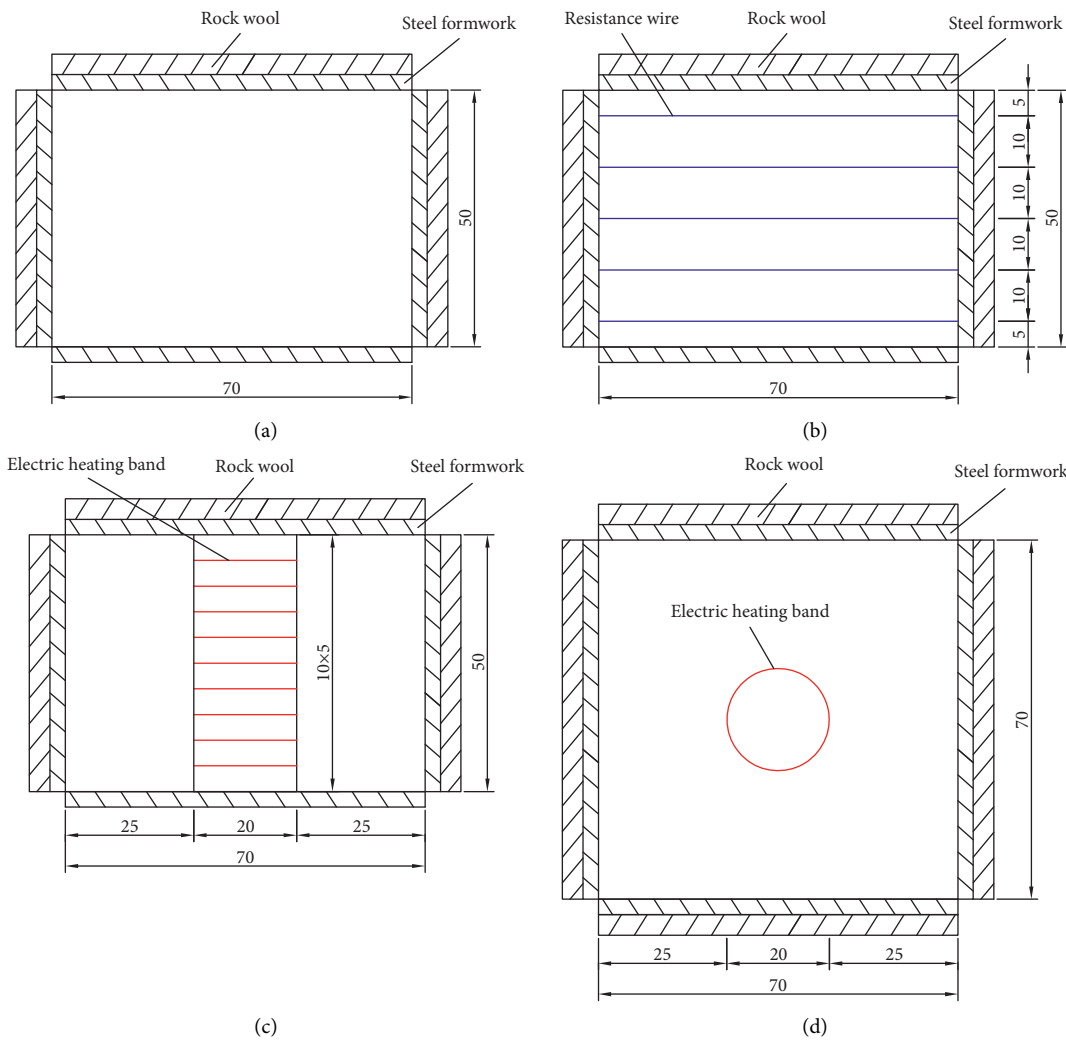 Rock wool
Steel formwork
50
70
(a)
Resistance wire
Rock wool
Steel formwork
5
10
10
10
10
5
50
70
(b)
Electric heating band
Rock wool
Steel formwork
10×5
50
25
20
25
70
(c)
Rock wool
Steel formwork
Electric heating band
70
25
20
25
70
(d)